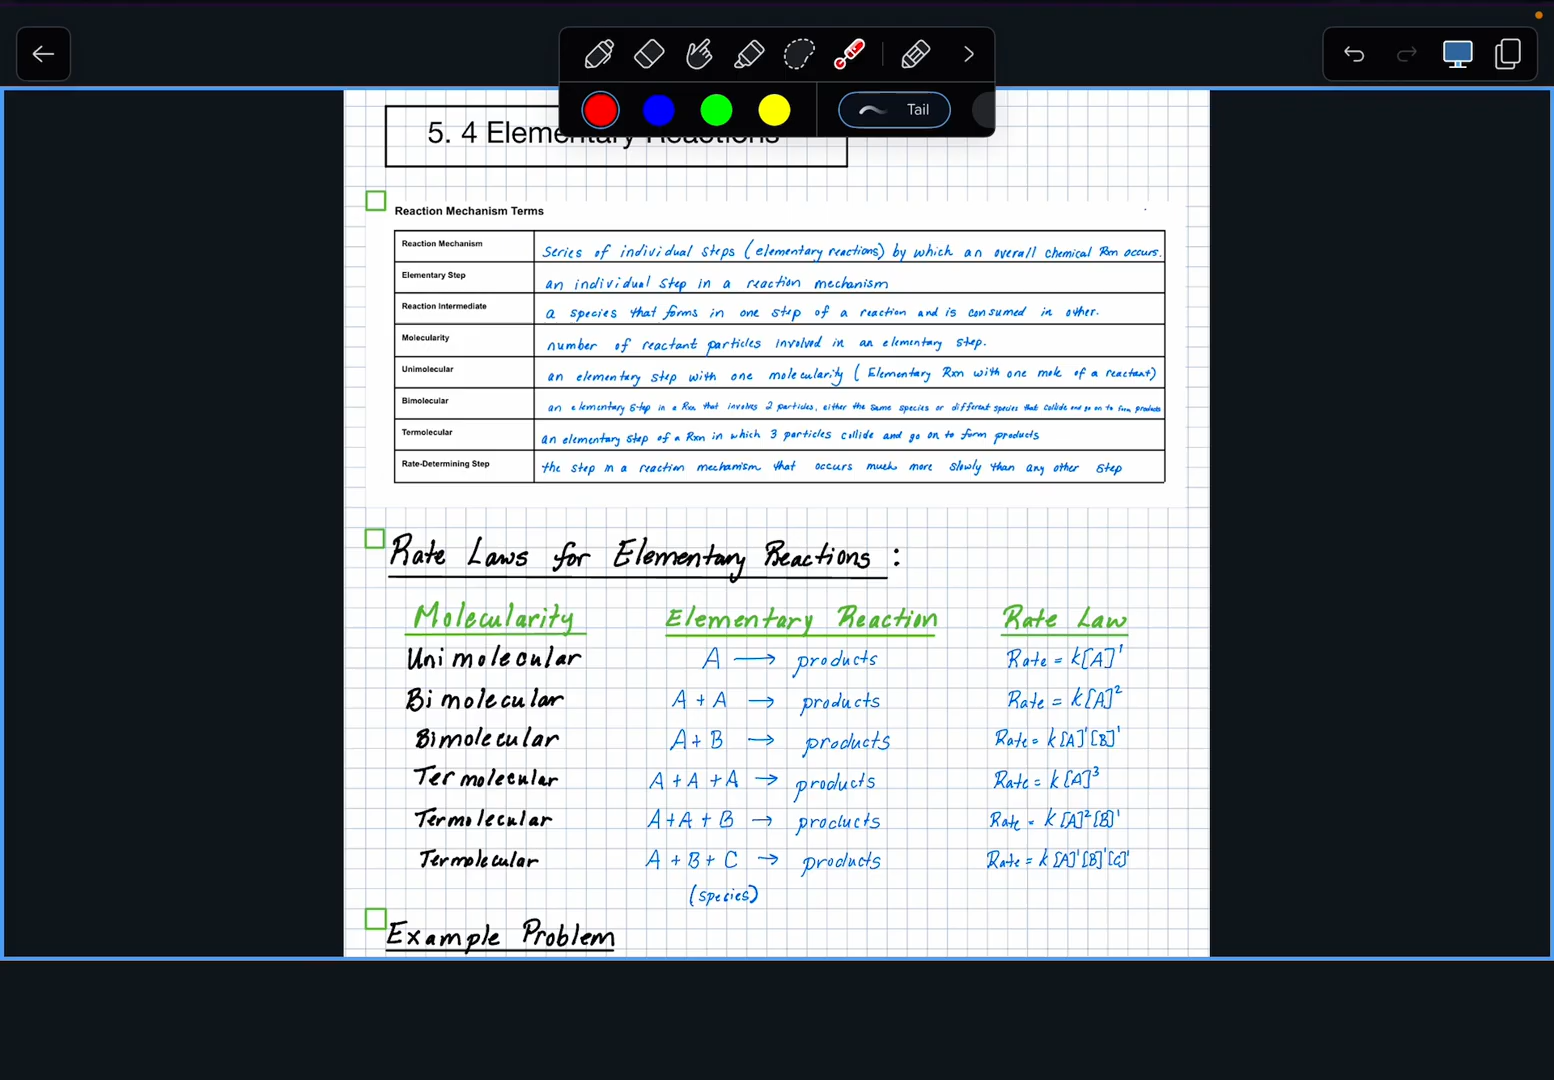 Tail
5. 4 Elementary Reactions
Reaction Mechanism Terms
Reaction Mechanism
Series of individual steps (elementary reactions) by which an overall chemical Rxn occurs.
Elementary Step
an individual step in a reaction mechanism
Reaction Intermediate
a species that forms in one step of a reaction and is consumed in other.
Molecularity
number of reactant particles involved in an elementary step.
Unimolecular
an elementary step with one molecularity ( Elementary Rxn with one mole of a reactant)
Bimolecular
an elementary step in a Rxn that involves 2 particles, either the same species or different species that collide and go on to form products
Termolecular
an elementary step of a Rxn in which 3 particles collide and go on to form products
Rate-Determining Step
the step in a reaction mechanism that occurs much more slowly than any other step
Rate Laws for Elementary Reactions :
Molecularity Elementary Reaction Rate Law
Unimolecular A → products Rate = k[A]¹
Bimolecular A + A → products Rate = k[A]²
Bimolecular A + B → products Rate = k[A]¹[B]¹
Termolecular A + A + A → products Rate = k[A]³
Termolecular A + A + B → products Rate = k[A]²[B]¹
Termolecular A + B + C → products Rate = k[A]¹[B]¹[C]¹
(species)
Example Problem